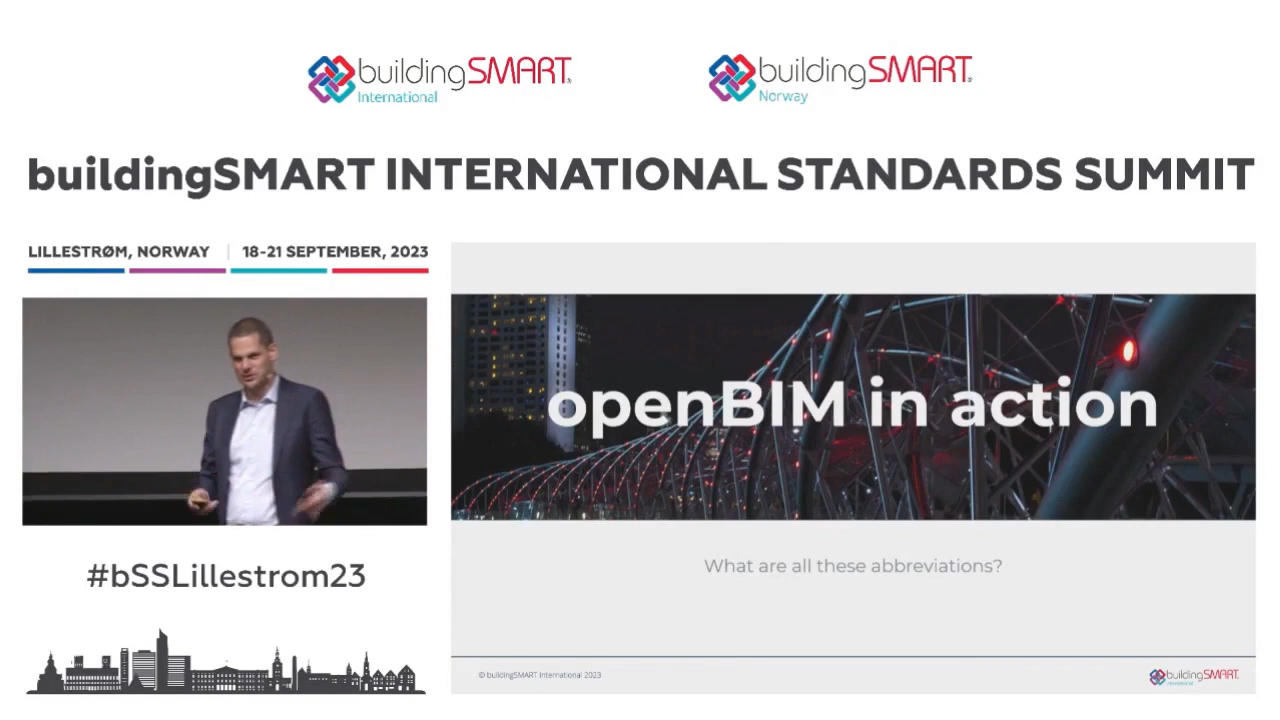 buildingSMART
International
buildingSMART
Norway
buildingSMART INTERNATIONAL STANDARDS SUMMIT
LILLESTRØM, NORWAY | 18-21 SEPTEMBER, 2023
openBIM in action
What are all these abbreviations?
#bSSLillestrom23
© buildingSMART International 2023
buildingSMART
International